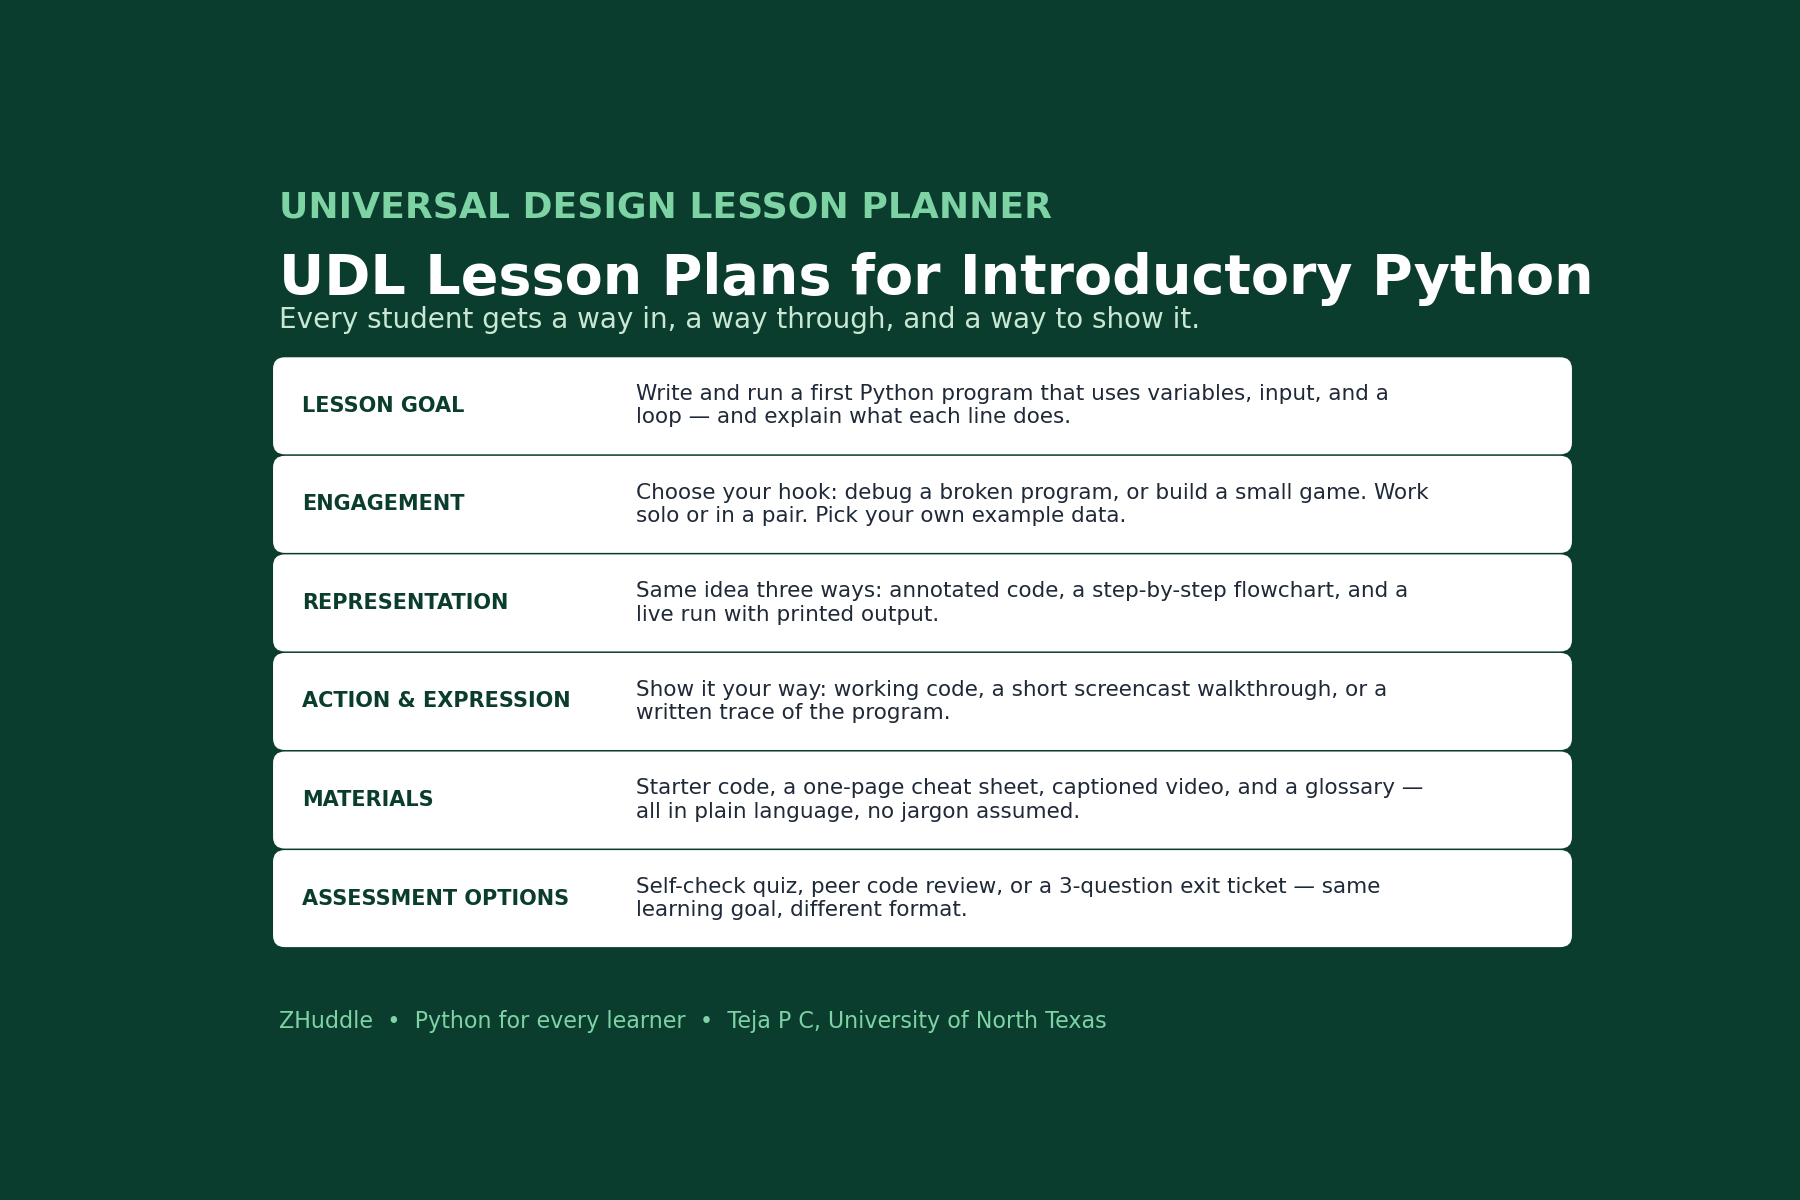 UNIVERSAL DESIGN LESSON PLANNER
UDL Lesson Plans for Introductory Python
Every student gets a way in, a way through, and a way to show it.
LESSON GOAL
Write and run a first Python program that uses variables, input, and a
loop — and explain what each line does.
ENGAGEMENT
Choose your hook: debug a broken program, or build a small game. Work
solo or in a pair. Pick your own example data.
REPRESENTATION
Same idea three ways: annotated code, a step-by-step flowchart, and a
live run with printed output.
ACTION & EXPRESSION
Show it your way: working code, a short screencast walkthrough, or a
written trace of the program.
MATERIALS
Starter code, a one-page cheat sheet, captioned video, and a glossary —
all in plain language, no jargon assumed.
ASSESSMENT OPTIONS
Self-check quiz, peer code review, or a 3-question exit ticket — same
learning goal, different format.
ZHuddle • Python for every learner • Teja P C, University of North Texas